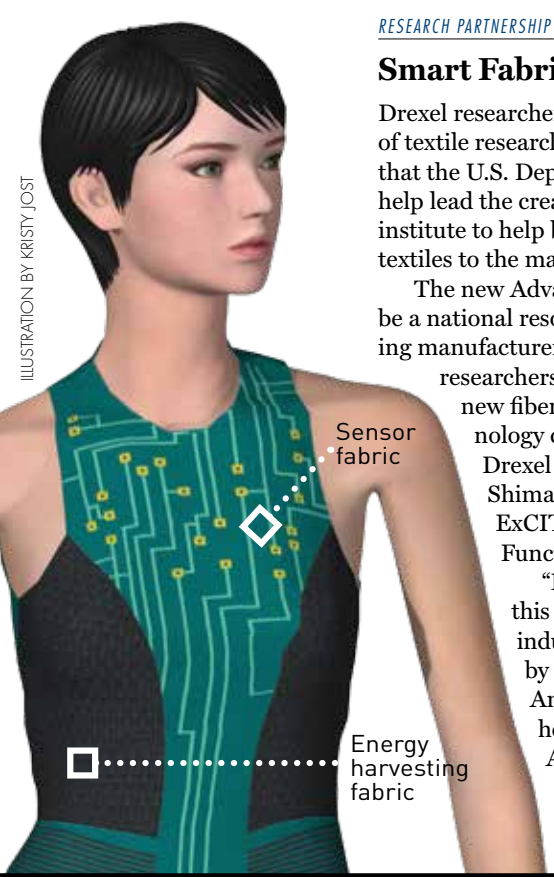 RESEARCH PARTNERSHIP
Smart Fabri
Drexel researche
of textile research
that the U.S. Dep
help lead the crea
institute to help b
textiles to the ma
The new Adva
be a national reso
ing manufacturer
researchers
new fiber
nology c
Drexel
Shima
ExCIT
Func
"I
this
indu
by
An
ho
A
ILLUSTRATION BY KRISTY JOST
Sensor
fabric
Energy
harvesting
fabric